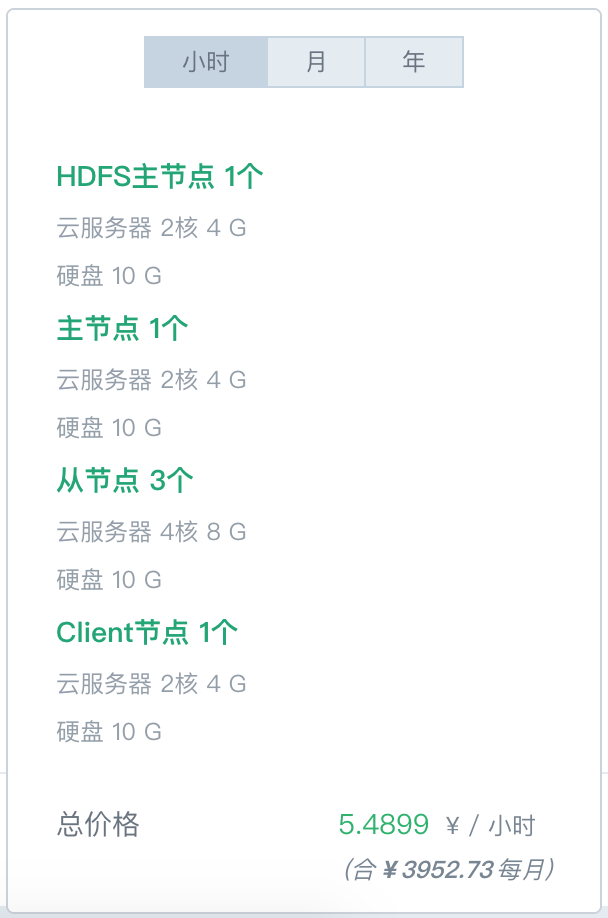 小时 月 年
HDFS主节点 1个
云服务器 2核 4 G
硬盘 10 G
主节点 1个
云服务器 2核 4 G
硬盘 10 G
从节点 3个
云服务器 4核 8 G
硬盘 10 G
Client节点 1个
云服务器 2核 4 G
硬盘 10 G
总价格 5.4899 ¥ / 小时
(合 ¥3952.73 每月)